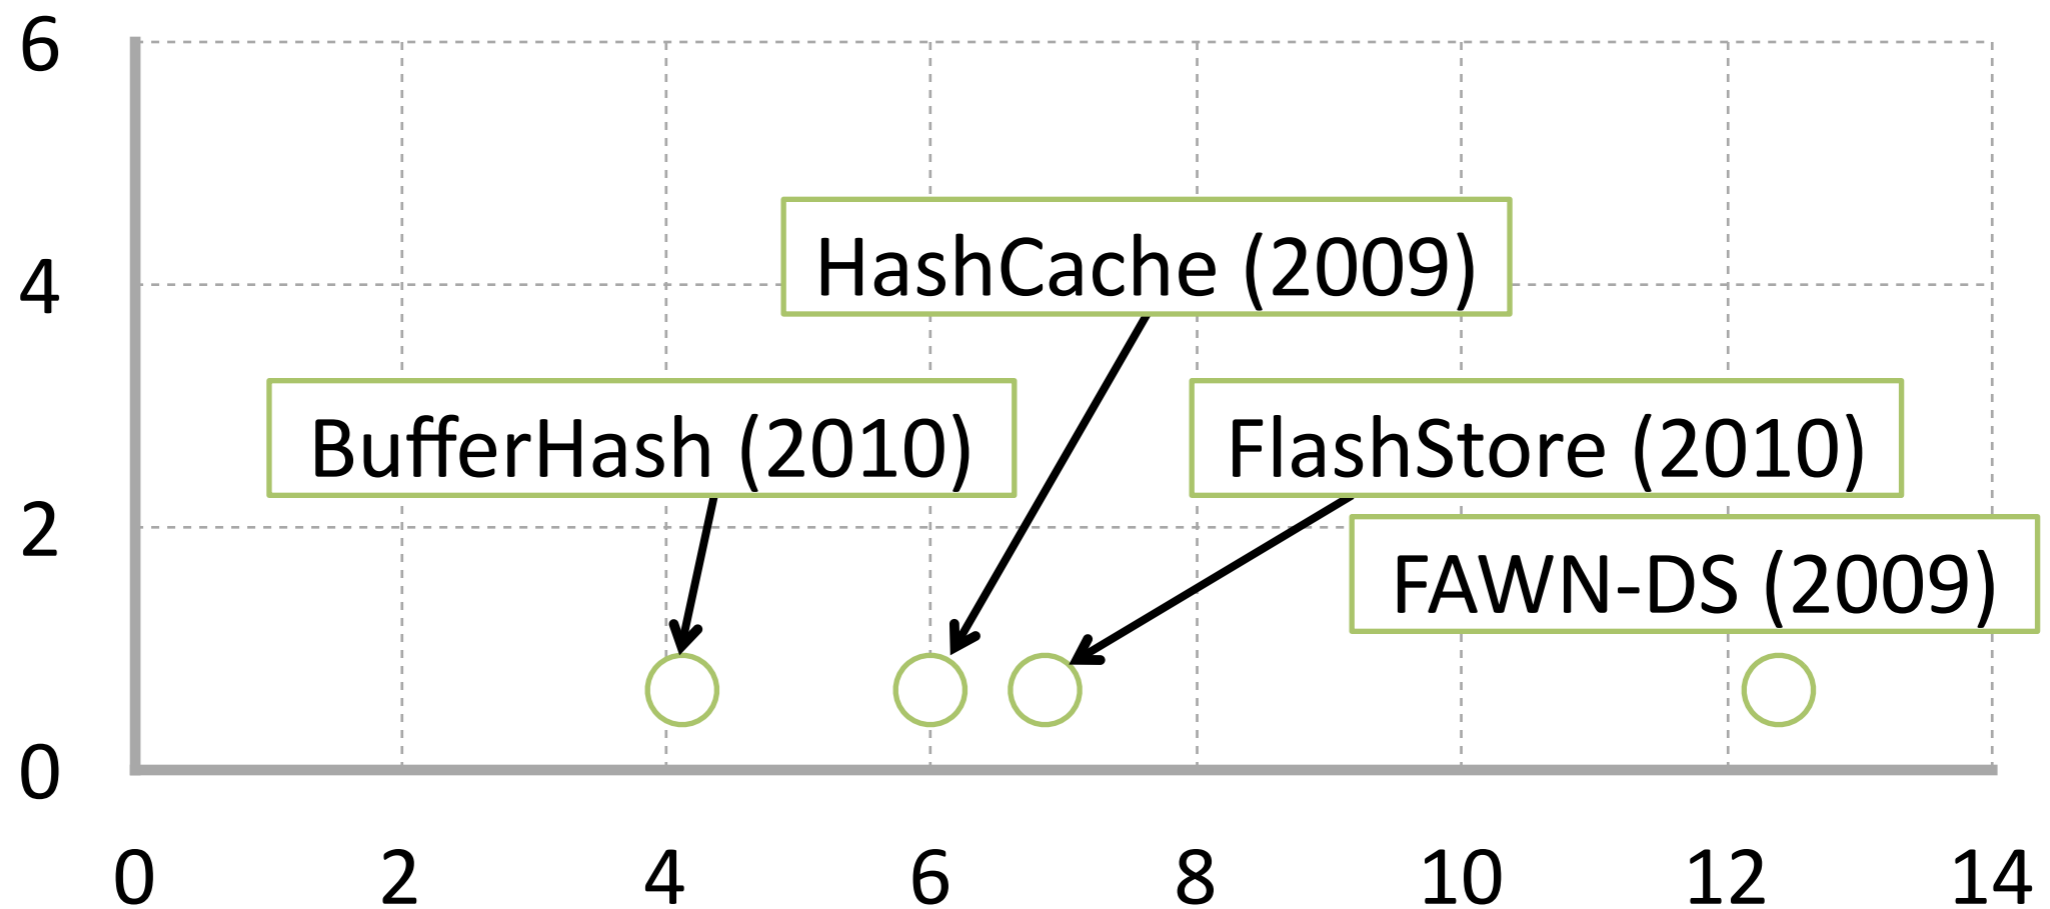 6
4
2
0
HashCache (2009)
BufferHash (2010)
FlashStore (2010)
FAWN-DS (2009)
0 2 4 6 8 10 12 14